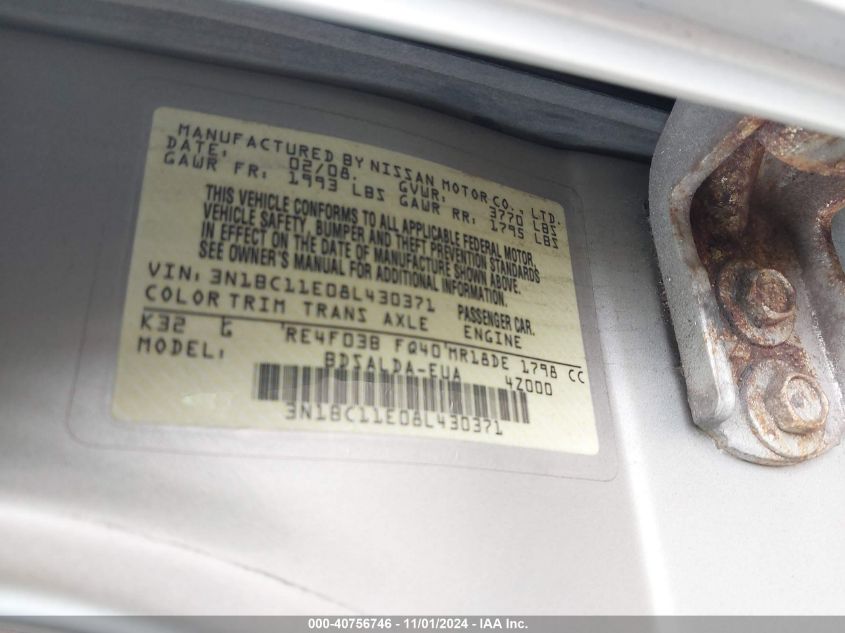 MANUFACTURED BY NISSAN MOTOR CO., LTD.
DATE: 02/08. GVWR: 3770 LBS
GAWR FR: 1993 LBS GAWR RR: 1795 LBS
THIS VEHICLE CONFORMS TO ALL APPLICABLE FEDERAL MOTOR
VEHICLE SAFETY, BUMPER AND THEFT PREVENTION STANDARDS
IN EFFECT ON THE DATE OF MANUFACTURE SHOWN ABOVE.
SEE OWNER'S MANUAL FOR ADDITIONAL INFORMATION.
VIN: 3N1BC11E08L430371 PASSENGER CAR.
COLOR TRIM TRANS AXLE ENGINE
K32 G RE4F03B FQ40 MR18DE 1798 CC
MODEL: BDSALDA-EUA 4Z000
3N1BC11E08L430371
000-40756746 - 11/01/2024 - IAA Inc.